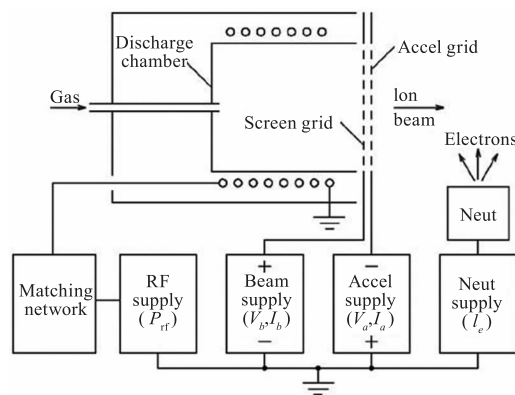 Discharge
chamber
Accel grid
Gas
Ion
beam
Screen grid
Electrons
Neut
Matching
network
RF
supply
(P_rf)
+
Beam
supply
(V_b,I_b)
−
−
Accel
supply
(V_a,I_a)
+
Neut
supply
(l_e)